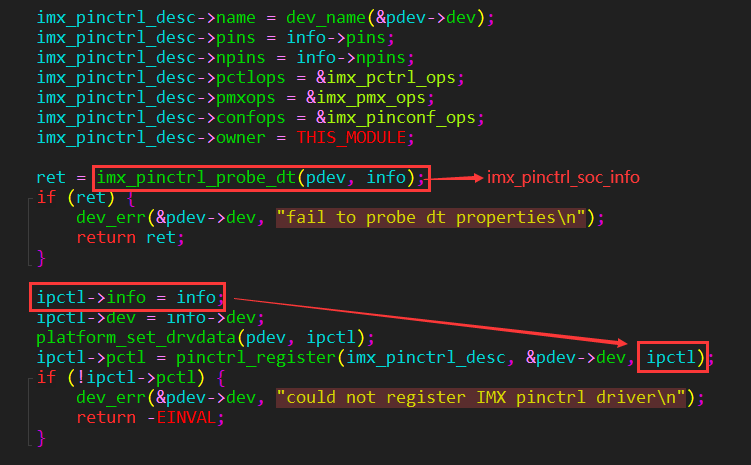 imx_pinctrl_desc->name = dev_name(&pdev->dev);
imx_pinctrl_desc->pins = info->pins;
imx_pinctrl_desc->npins = info->npins;
imx_pinctrl_desc->pctlops = &imx_pctrl_ops;
imx_pinctrl_desc->pmxops = &imx_pmx_ops;
imx_pinctrl_desc->confops = &imx_pinconf_ops;
imx_pinctrl_desc->owner = THIS_MODULE;
ret = imx_pinctrl_probe_dt(pdev, info); imx_pinctrl_soc_info
if (ret) {
dev_err(&pdev->dev, "fail to probe dt properties\n");
return ret;
}
ipctl->info = info;
ipctl->dev = info->dev;
platform_set_drvdata(pdev, ipctl);
ipctl->pctl = pinctrl_register(imx_pinctrl_desc, &pdev->dev, ipctl);
if (!ipctl->pctl) {
dev_err(&pdev->dev, "could not register IMX pinctrl driver\n");
return -EINVAL;
}